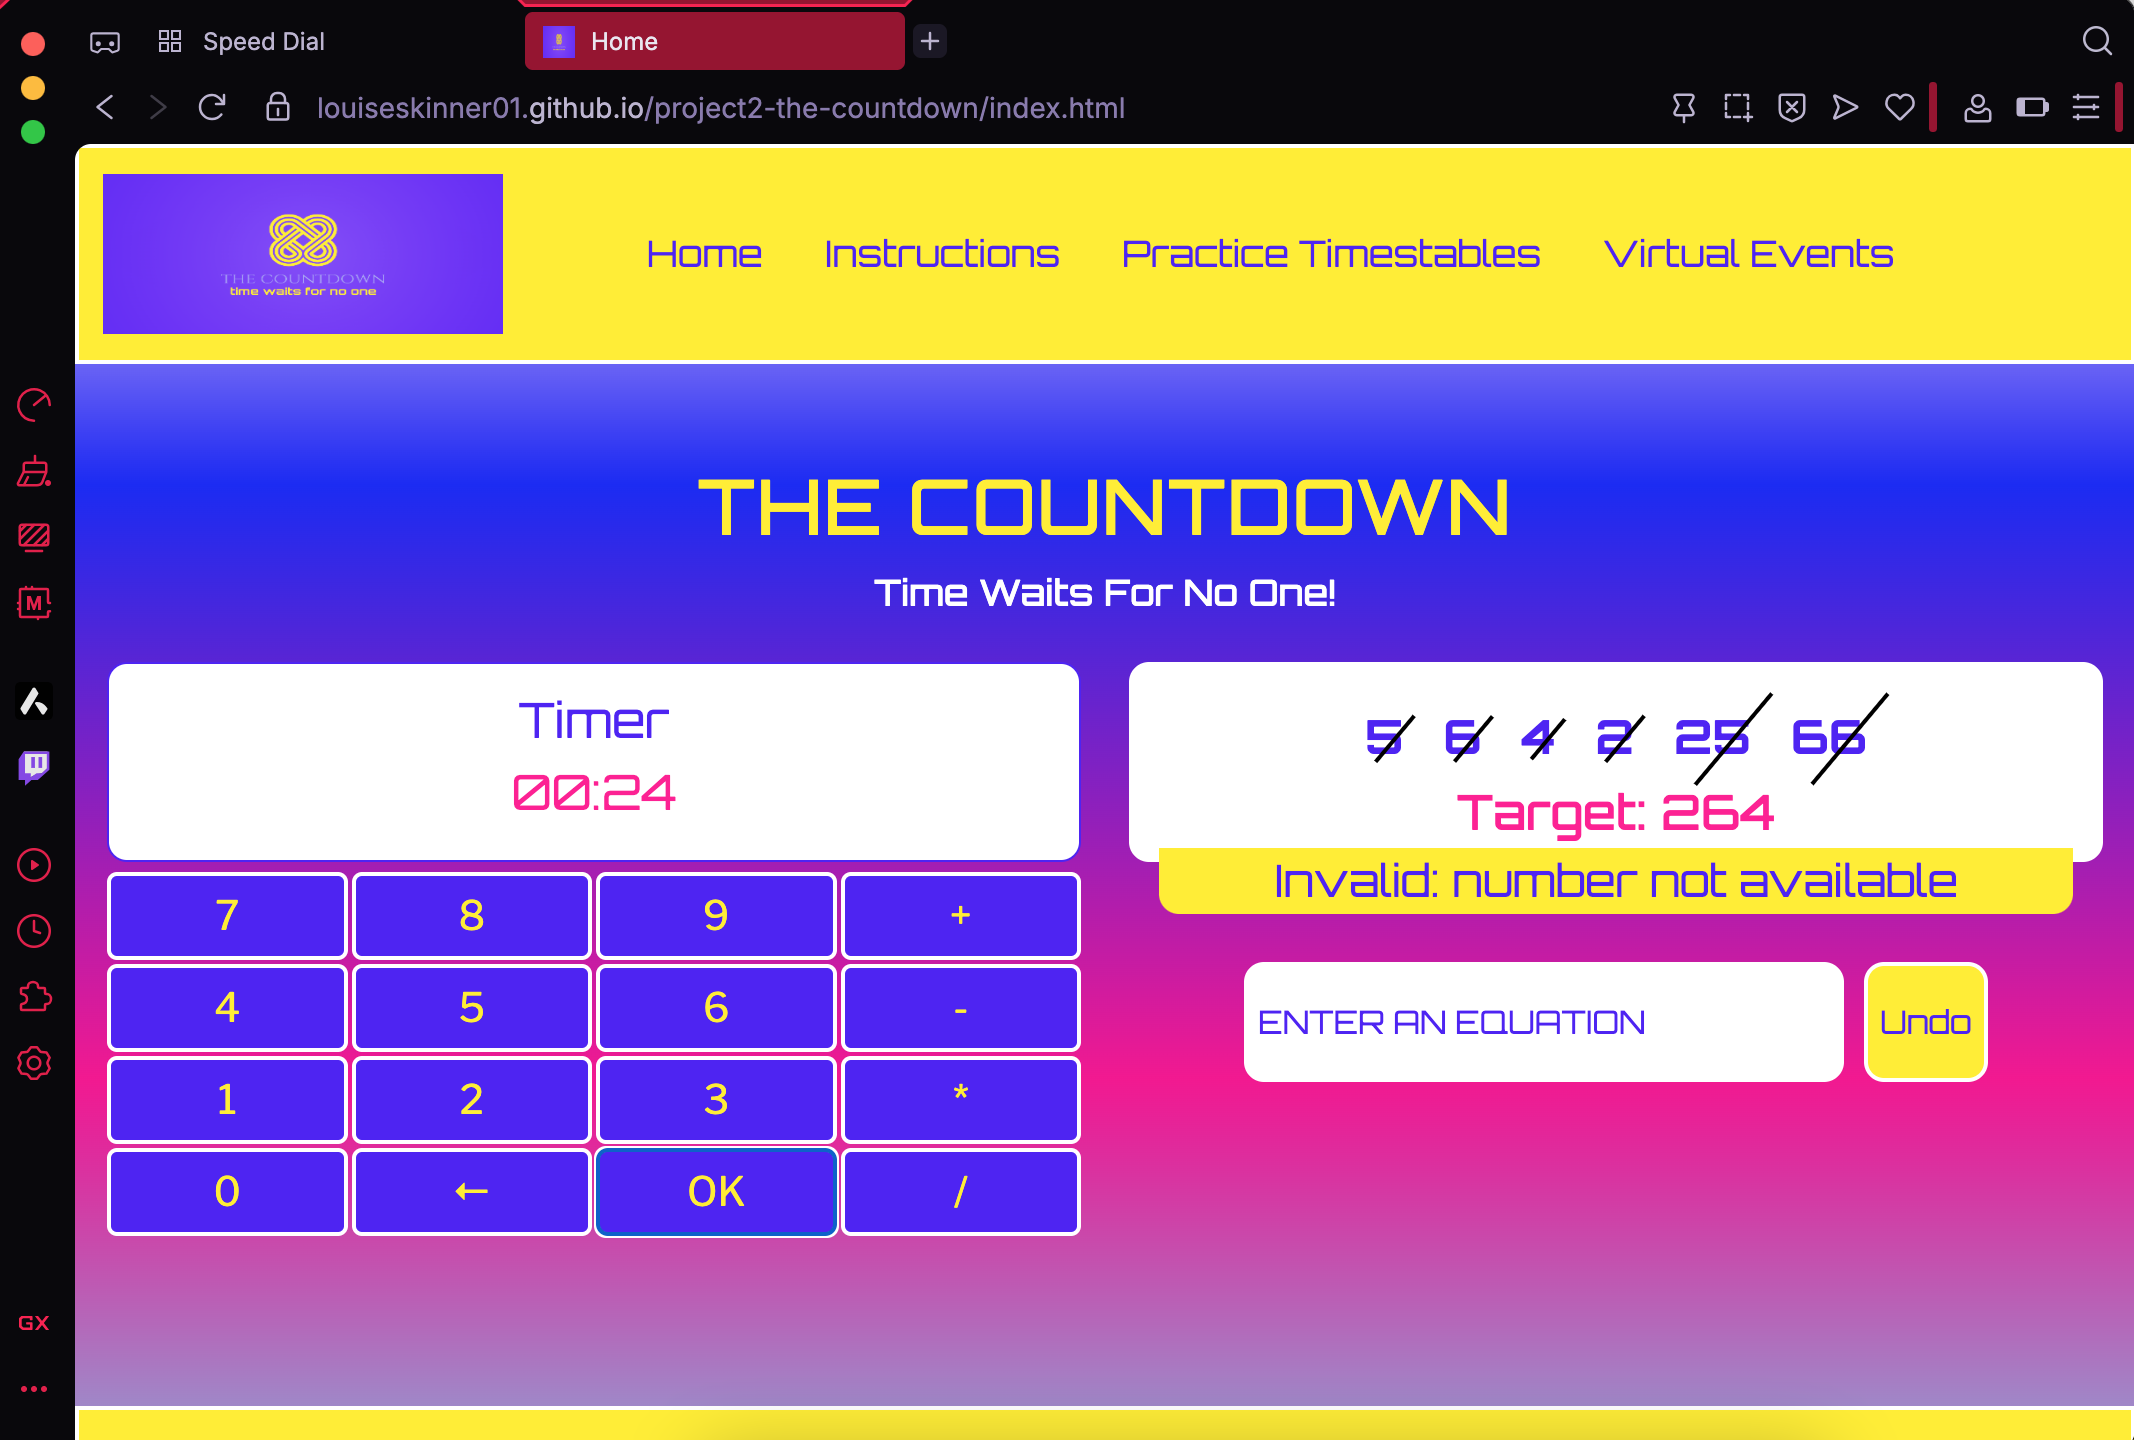 Speed Dial
Home
louiseskinner01.github.io/project2-the-countdown/index.html
THE COUNTDOWN
time waits for no one
Home Instructions Practice Timestables Virtual Events
THE COUNTDOWN
Time Waits For No One!
Timer
00:24
5 6 4 2 25 66
Target: 264
Invalid: number not available
7 8 9 +
4 5 6 -
1 2 3 *
0 ← OK /
ENTER AN EQUATION
Undo
M
GX